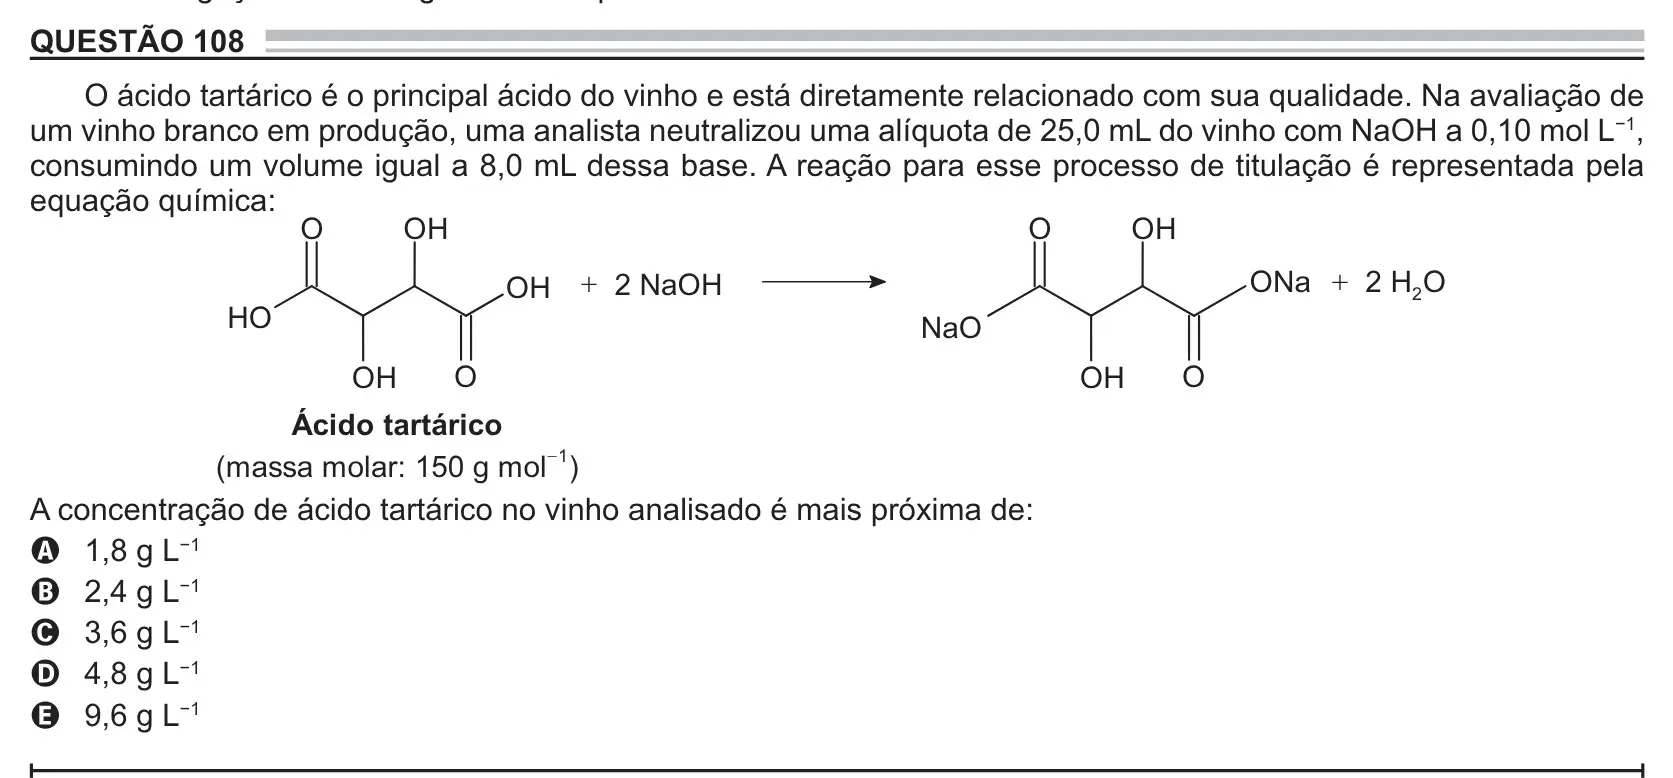 QUESTÃO 108
O ácido tartárico é o principal ácido do vinho e está diretamente relacionado com sua qualidade. Na avaliação de
um vinho branco em produção, uma analista neutralizou uma alíquota de 25,0 mL do vinho com NaOH a 0,10 mol L⁻¹,
consumindo um volume igual a 8,0 mL dessa base. A reação para esse processo de titulação é representada pela
equação química:
O OH O OH
HO OH + 2 NaOH NaO ONa + 2 H₂O
OH O OH O
Ácido tartárico
(massa molar: 150 g mol⁻¹)
A concentração de ácido tartárico no vinho analisado é mais próxima de:
A 1,8 g L⁻¹
B 2,4 g L⁻¹
C 3,6 g L⁻¹
D 4,8 g L⁻¹
E 9,6 g L⁻¹